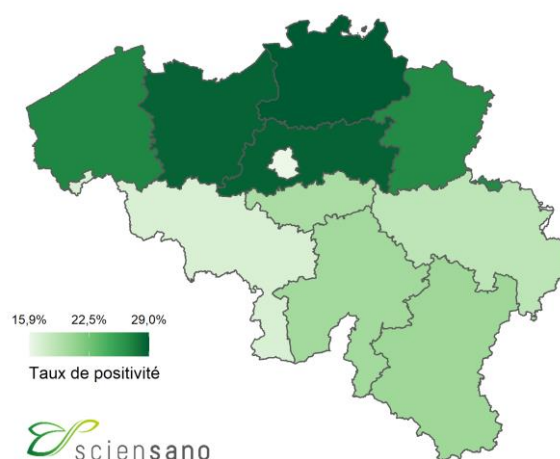 15,9% 22,5% 29,0%
Taux de positivité
sciensano